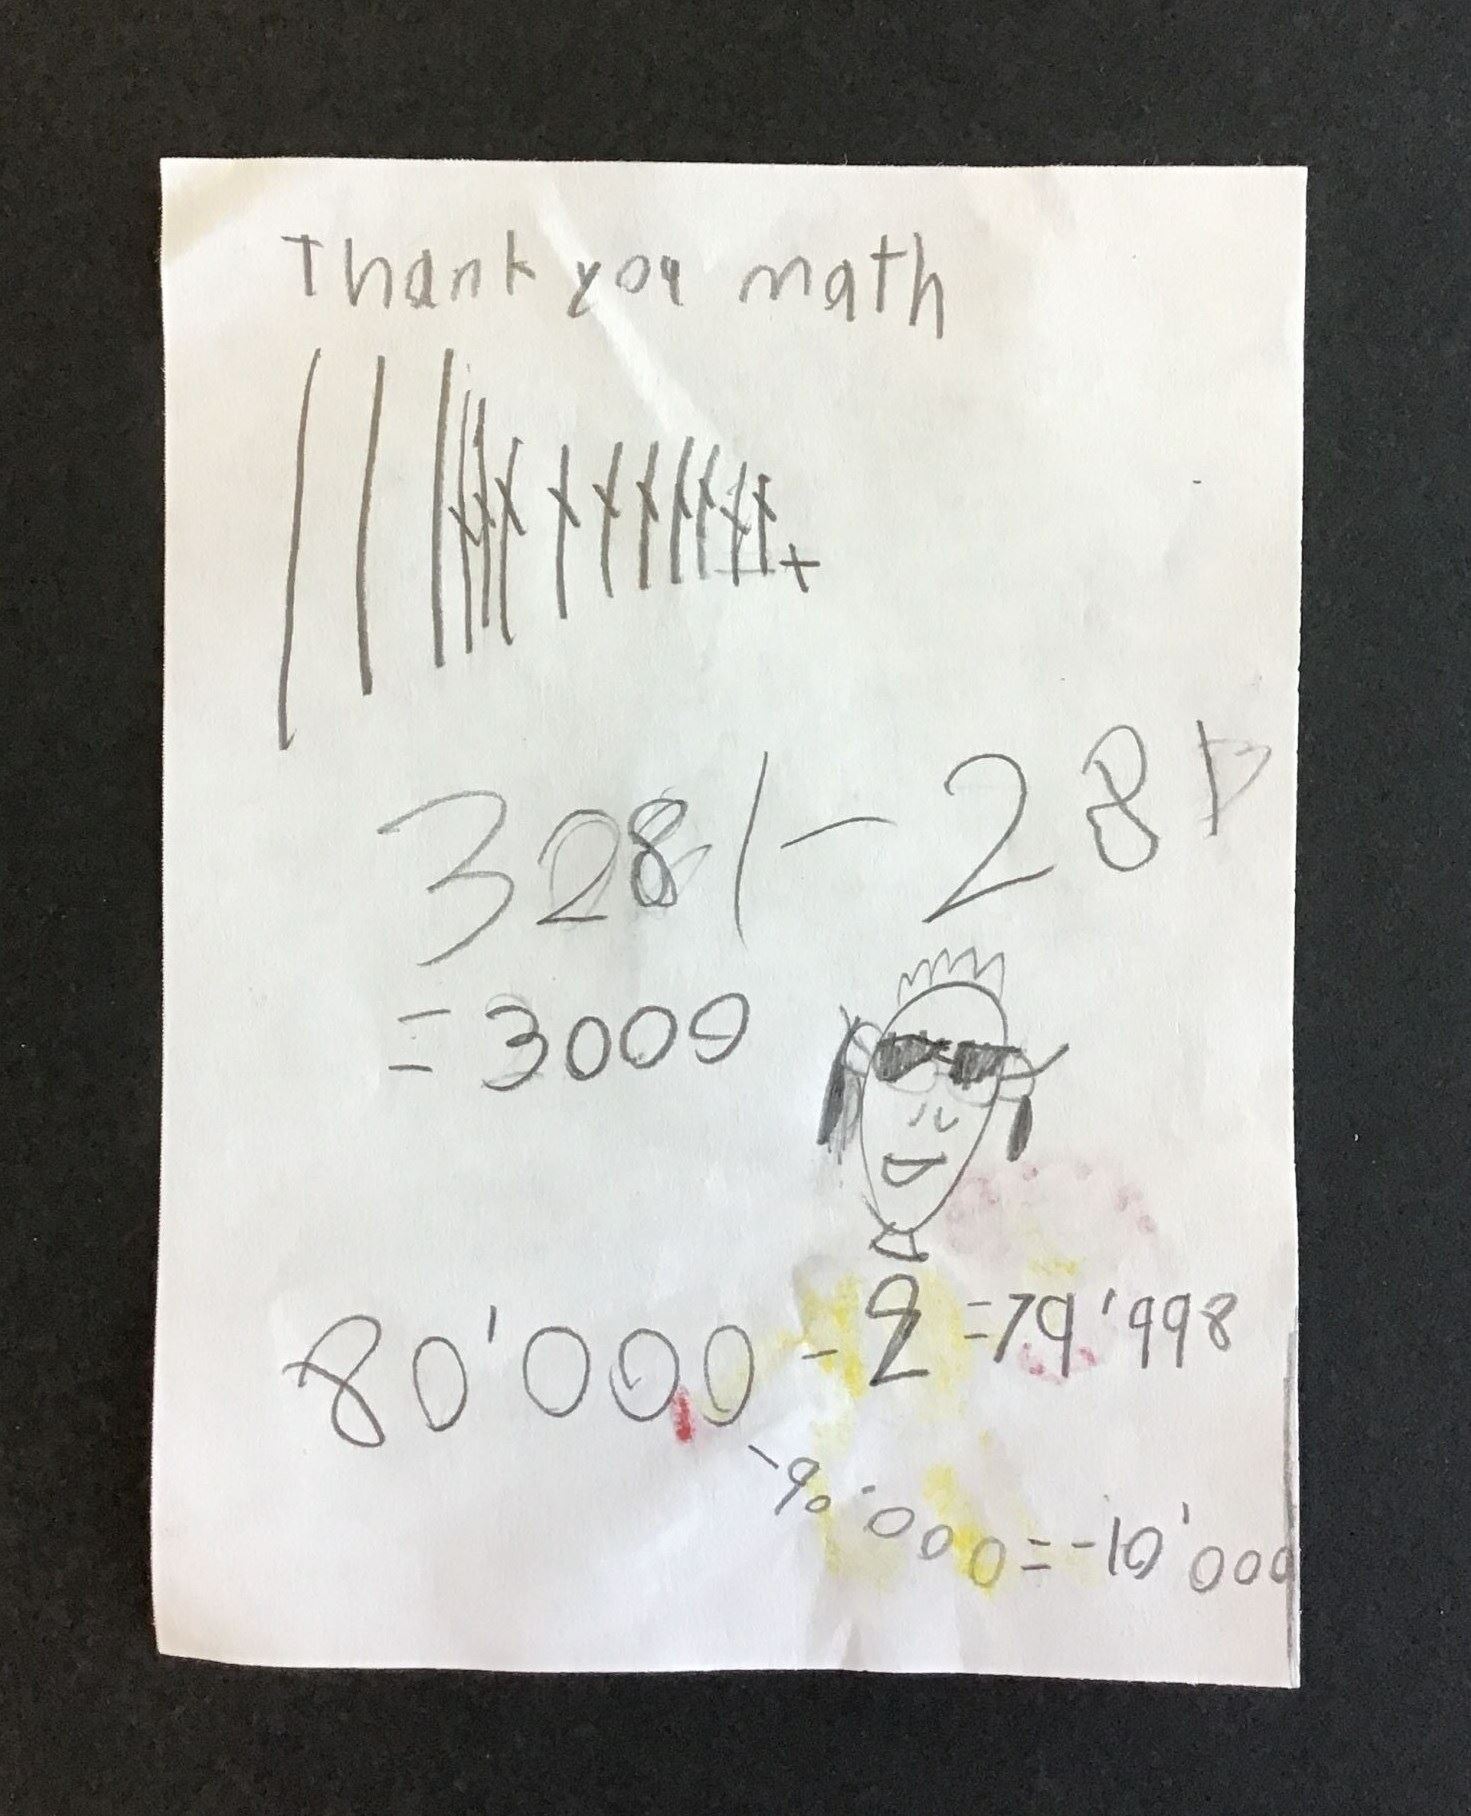 Thank you math
3281 - 281
= 3000
80'000 - 2 = 79'998
-90'000 = -10'000